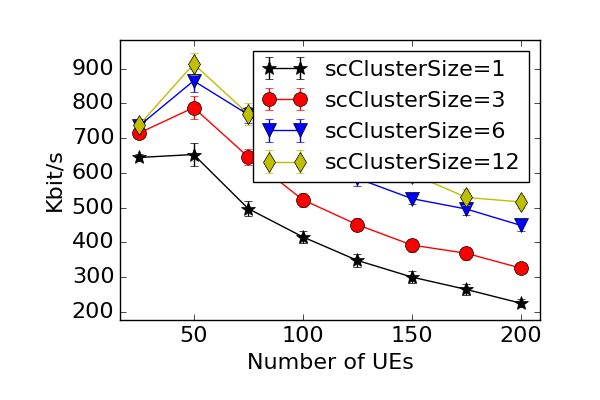 900
800
700
600
500
400
300
200
Kbit/s
scClusterSize=1
scClusterSize=3
scClusterSize=6
scClusterSize=12
50
100
150
200
Number of UEs